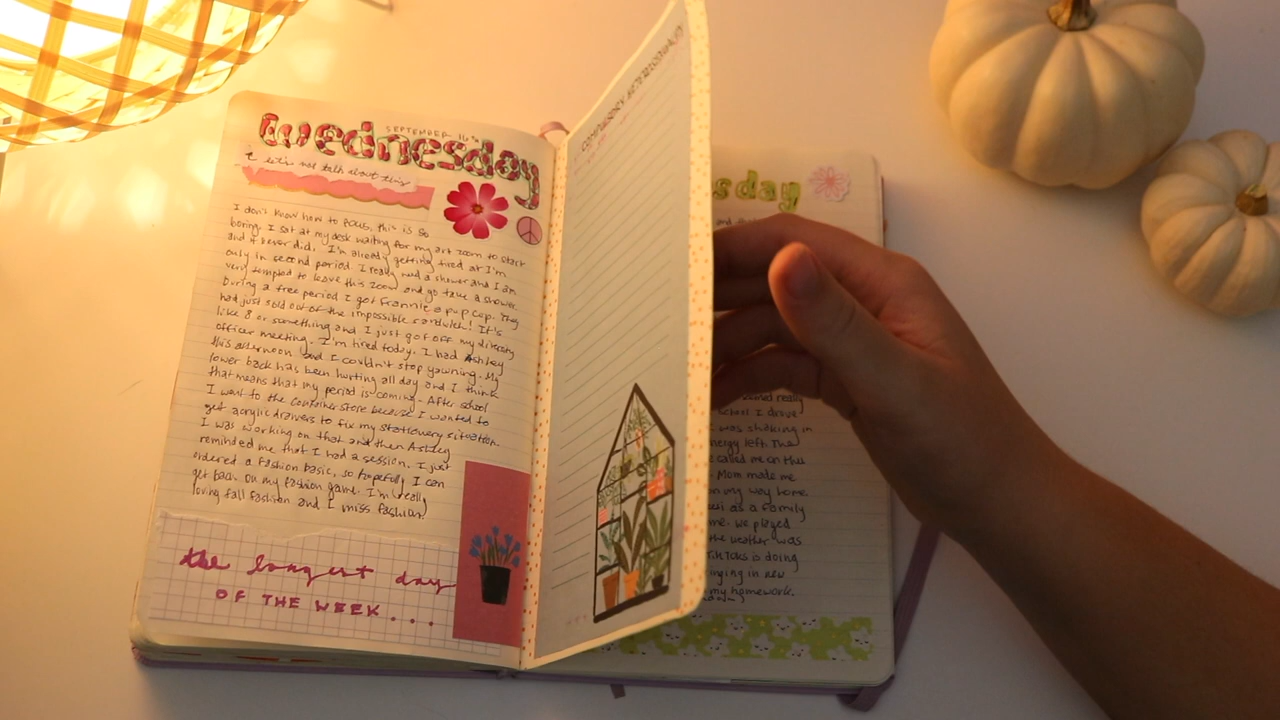 SEPTEMBER 16th
wednesday
let's not talk about this
I don't know how to focus, this is so
boring. I sat at my desk waiting for my art zoom to start
and it never did. I'm already getting tired at I'm
only in second period. I really need a shower and I am
very tempted to leave this zoom and go take a shower.
During a free period I got Frannie a pup cup. They
had just sold out of the impossible sandwich! It's
like 8 or something and I just got off my diversity
officer meeting. I'm tired today. I had Ashley
this afternoon and I couldn't stop yawning. My
lower back has been hurting all day and I think
that means that my period is coming. After school
I went to the container store because I wanted to
get acrylic drawers to fix my stationery situation.
I was working on that and then Ashley
reminded me that I had a session. I just
ordered a fashion basic, so hopefully I can
get back on my fashion game. I'm really
loving fall fashion and I miss fashion.
the longest day
OF THE WEEK...
sday
school I drove
was shaking in
nergy left. The
called me on the
Mom made me
on my way home.
as a family
me. We played
the weather was
TikToks is doing
inging in new
my homework.